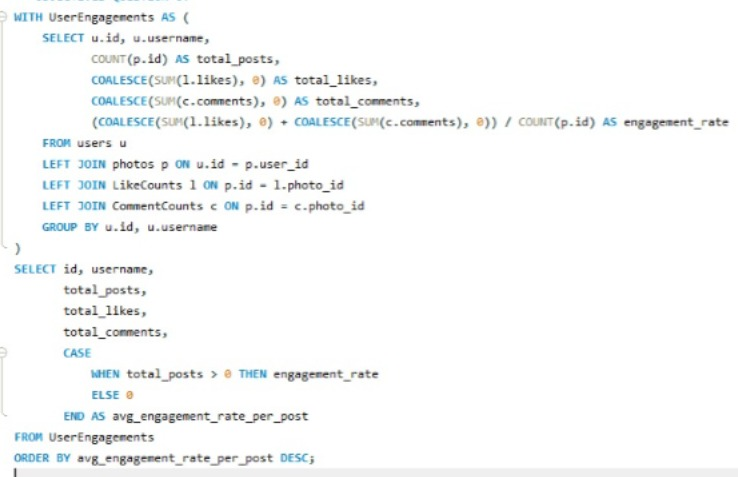 WITH UserEngagements AS (
SELECT u.id, u.username,
COUNT(p.id) AS total_posts,
COALESCE(SUM(l.likes), 0) AS total_likes,
COALESCE(SUM(c.comments), 0) AS total_comments,
(COALESCE(SUM(l.likes), 0) + COALESCE(SUM(c.comments), 0)) / COUNT(p.id) AS engagement_rate
FROM users u
LEFT JOIN photos p ON u.id = p.user_id
LEFT JOIN LikeCounts l ON p.id = l.photo_id
LEFT JOIN CommentCounts c ON p.id = c.photo_id
GROUP BY u.id, u.username
)
SELECT id, username,
total_posts,
total_likes,
total_comments,
CASE
WHEN total_posts > 0 THEN engagement_rate
ELSE 0
END AS avg_engagement_rate_per_post
FROM UserEngagements
ORDER BY avg_engagement_rate_per_post DESC;